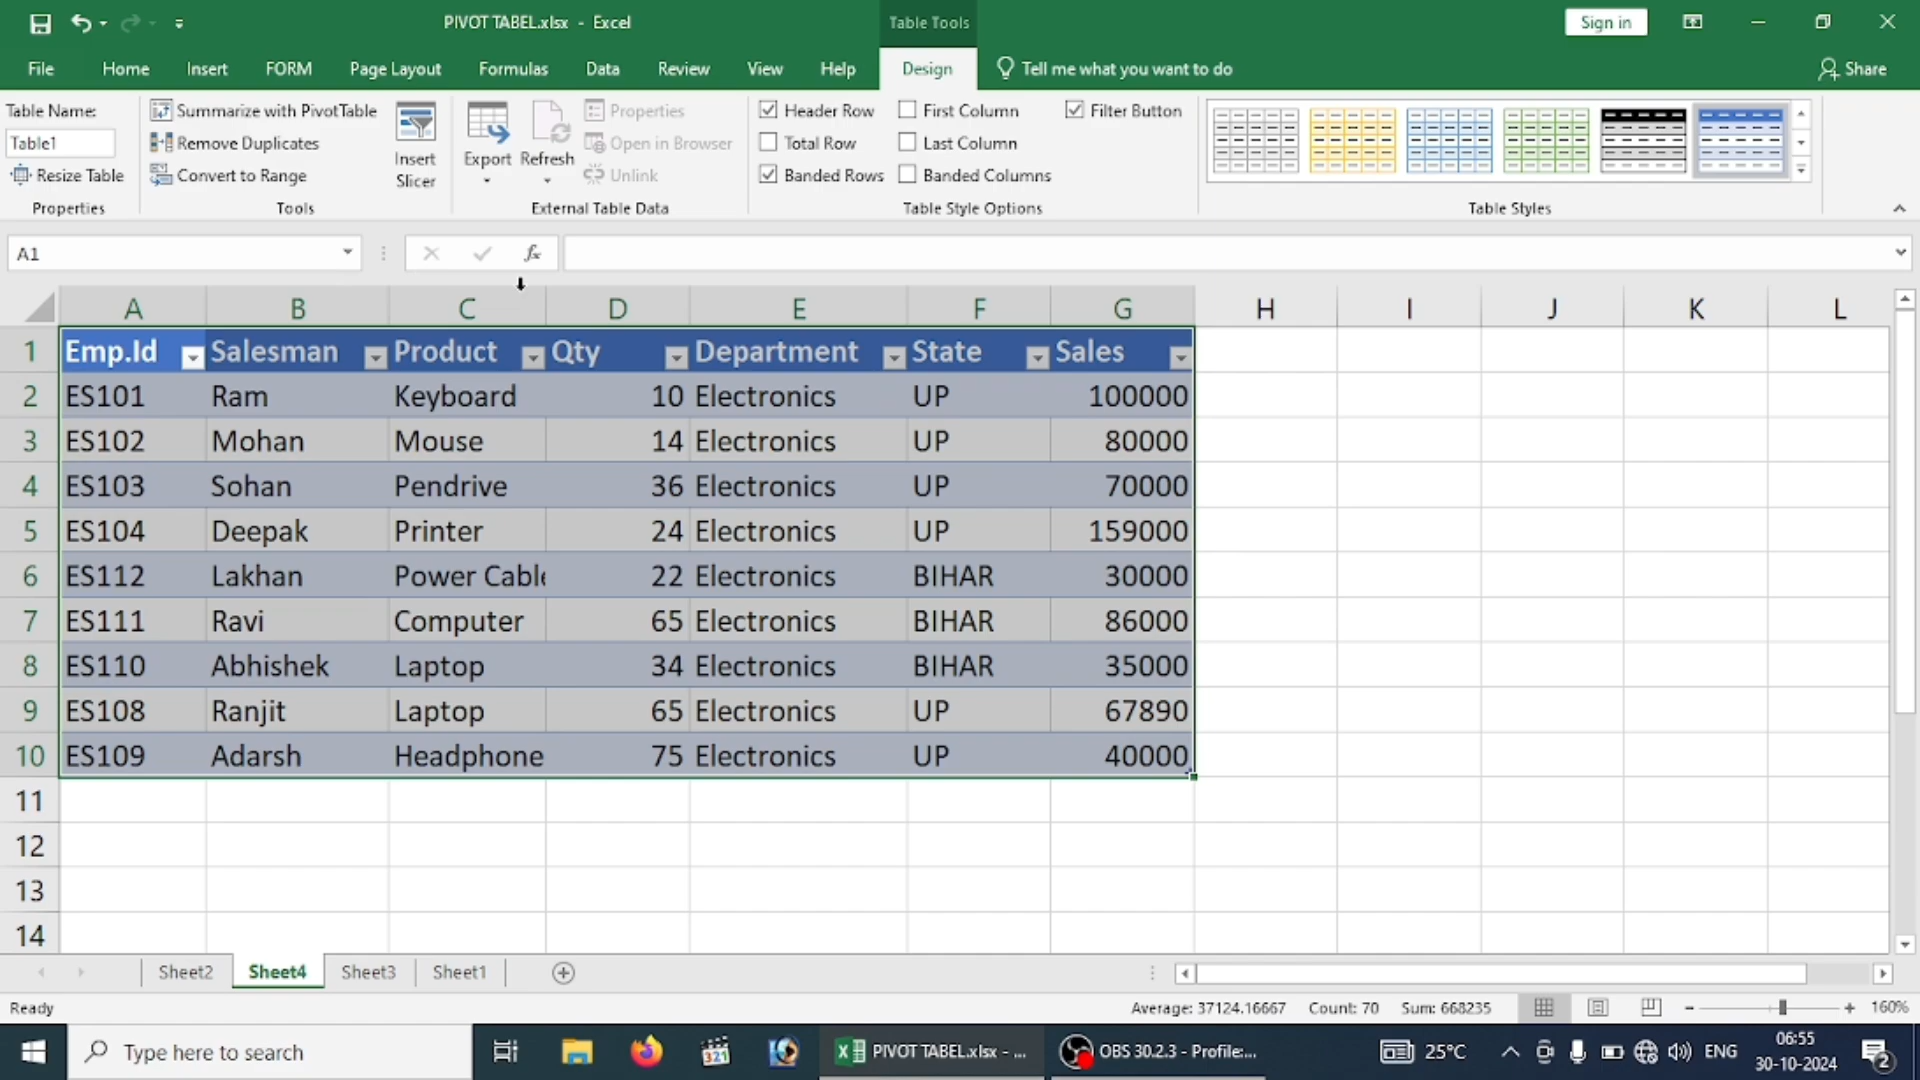 PIVOT TABEL.xlsx - Excel
Table Tools
Sign in
File Home Insert FORM Page Layout Formulas Data Review View Help Design Tell me what you want to do Share
Table Name:
Table1
Resize Table
Properties
Summarize with PivotTable
Remove Duplicates
Convert to Range
Tools
Insert
Slicer
Export
Refresh
Properties
Open in Browser
Unlink
External Table Data
Header Row
Total Row
Banded Rows
First Column
Last Column
Banded Columns
Filter Button
Table Style Options
Table Styles
A1
fx
A B C D E F G H I J K L
1 Emp.Id Salesman Product Qty Department State Sales
2 ES101 Ram Keyboard 10 Electronics UP 100000
3 ES102 Mohan Mouse 14 Electronics UP 80000
4 ES103 Sohan Pendrive 36 Electronics UP 70000
5 ES104 Deepak Printer 24 Electronics UP 159000
6 ES112 Lakhan Power Cable 22 Electronics BIHAR 30000
7 ES111 Ravi Computer 65 Electronics BIHAR 86000
8 ES110 Abhishek Laptop 34 Electronics BIHAR 35000
9 ES108 Ranjit Laptop 65 Electronics UP 67890
10 ES109 Adarsh Headphone 75 Electronics UP 40000
11
12
13
14
Sheet2 Sheet4 Sheet3 Sheet1
Ready Average: 37124.16667 Count: 70 Sum: 668235 160%
Type here to search
321
PIVOT TABEL.xlsx - ...
OBS 30.2.3 - Profile:...
25°C
ENG
06:55
30-10-2024
2